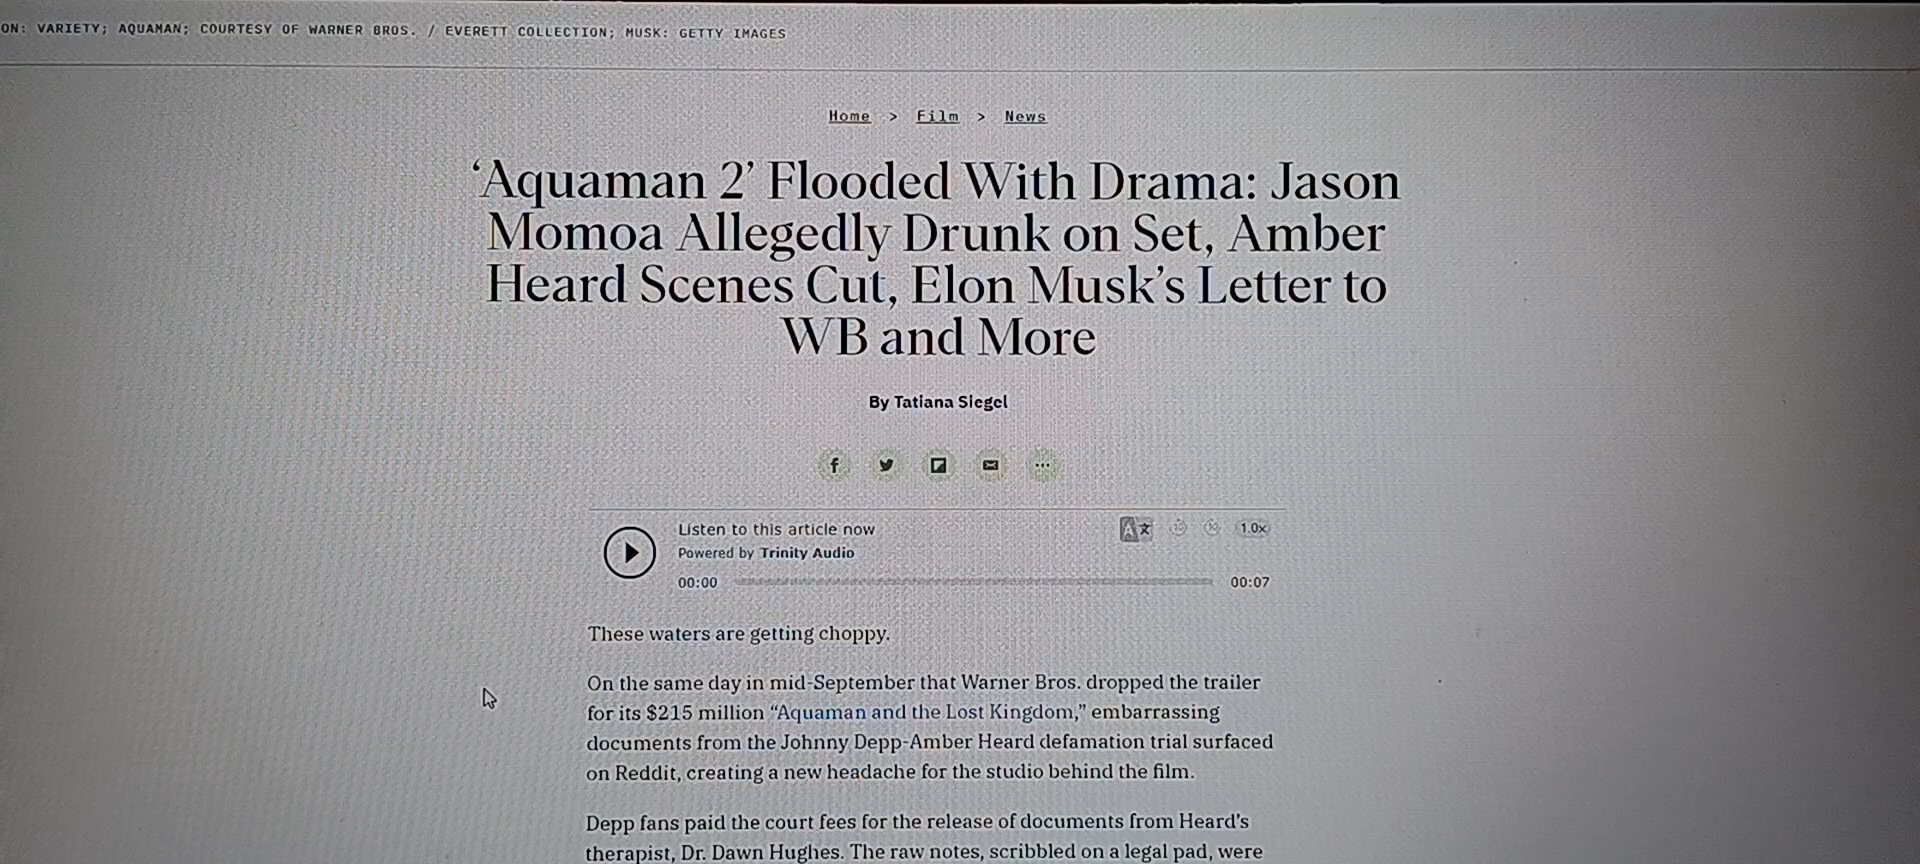 ON: VARIETY; AQUAMAN; COURTESY OF WARNER BROS. / EVERETT COLLECTION; MUSK: GETTY IMAGES
Home > Film > News
‘Aquaman 2’ Flooded With Drama: Jason
Momoa Allegedly Drunk on Set, Amber
Heard Scenes Cut, Elon Musk’s Letter to
WB and More
By Tatiana Siegel
Listen to this article now
Powered by Trinity Audio
1.0x
00:00
00:07
These waters are getting choppy.
On the same day in mid-September that Warner Bros. dropped the trailer
for its $215 million “Aquaman and the Lost Kingdom,” embarrassing
documents from the Johnny Depp-Amber Heard defamation trial surfaced
on Reddit, creating a new headache for the studio behind the film.
Depp fans paid the court fees for the release of documents from Heard’s
therapist, Dr. Dawn Hughes. The raw notes, scribbled on a legal pad, were